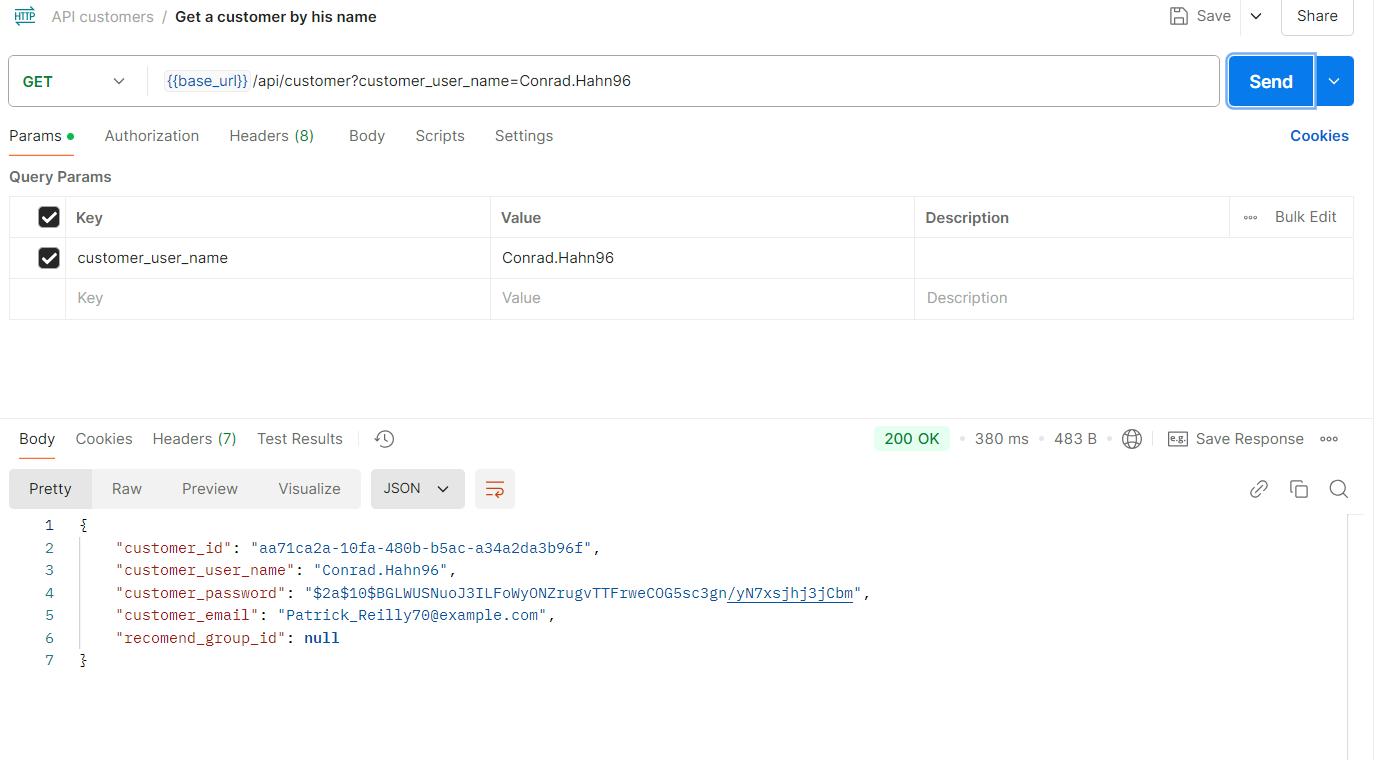 HTTP API customers / Get a customer by his name Save Share
GET {{base_url}} /api/customer?customer_user_name=Conrad.Hahn96 Send
Params Authorization Headers (8) Body Scripts Settings Cookies
Query Params
Key Value Description Bulk Edit
customer_user_name Conrad.Hahn96
Key Value Description
Body Cookies Headers (7) Test Results 200 OK 380 ms 483 B e.g. Save Response
Pretty Raw Preview Visualize JSON
1 {
2 "customer_id": "aa71ca2a-10fa-480b-b5ac-a34a2da3b96f",
3 "customer_user_name": "Conrad.Hahn96",
4 "customer_password": "$2a$10$BGLWUSNuoJ3ILFoWyONZrugvTTFrweCOG5sc3gn/yN7xsjhj3jCbm",
5 "customer_email": "Patrick_Reilly70@example.com",
6 "recomend_group_id": null
7 }